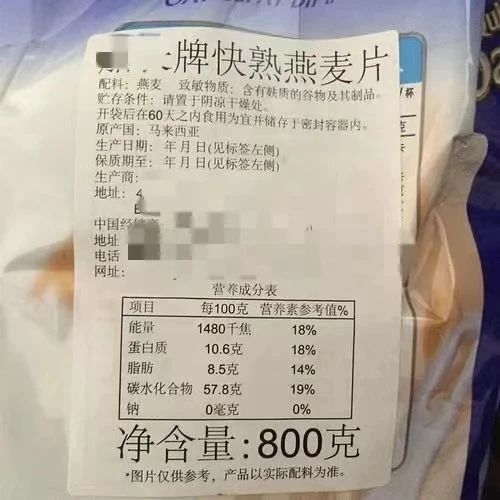 牌快熟燕麦片
配料: 燕麦 致敏物质: 含有麸质的谷物及其制品。
贮存条件: 请置于阴凉干燥处。
开袋后在60天之内食用为宜并储存于密封容器内。
原产国: 马来西亚
生产日期: 年 月 日(见标签左侧)
保质期至: 年 月 日(见标签左侧)
生产商:
地址:
中国经销商
地址
电话
网址:
营养成分表
项目 每100克 营养素参考值%
能量 1480千焦 18%
蛋白质 10.6克 18%
脂肪 8.5克 14%
碳水化合物 57.8克 19%
钠 0毫克 0%
净含量: 800克
*图片仅供参考, 产品以实际配料为准。